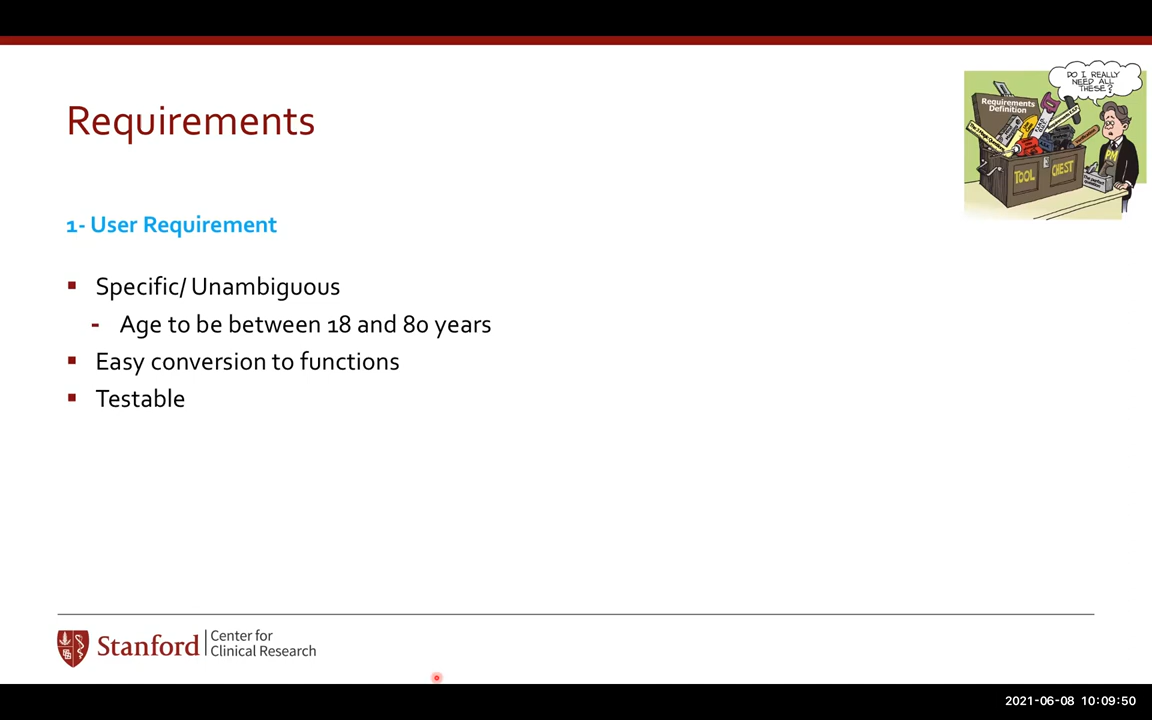 DO I REALLY
NEED ALL
THESE?
Requirements
Definition
TOOL CHEST
PM
Requirements
1- User Requirement
Specific/ Unambiguous
- Age to be between 18 and 80 years
Easy conversion to functions
Testable
Stanford
Center for
Clinical Research
2021-06-08 10:09:50